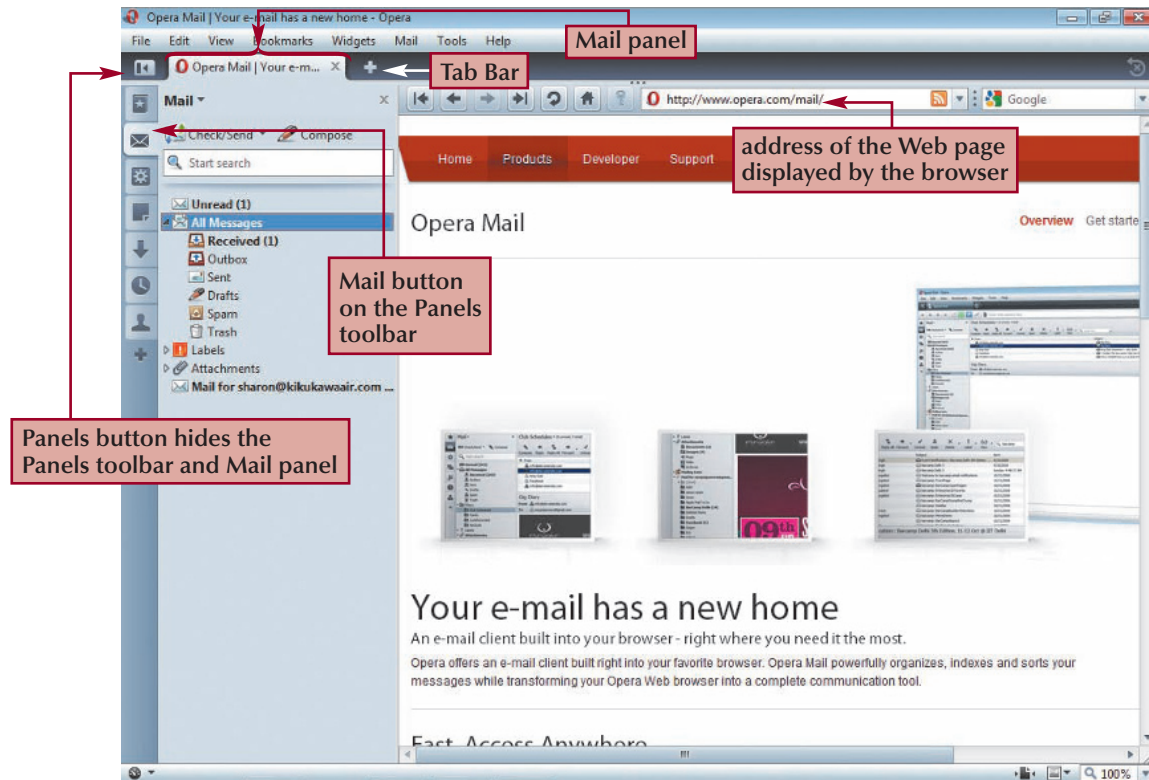 Opera Mail | Your e-mail has a new home - Opera
File Edit View Bookmarks Widgets Mail Tools Help
Mail panel
Opera Mail | Your e-m...
Tab Bar
Mail
http://www.opera.com/mail/
Google
Check/Send Compose
Start search
address of the Web page
displayed by the browser
Home Products Developer Support
Unread (1)
All Messages
Received (1)
Outbox
Sent
Drafts
Spam
Trash
Labels
Attachments
Mail for sharon@kikukawaair.com ...
Opera Mail
Overview Get starte
Mail button
on the Panels
toolbar
Panels button hides the
Panels toolbar and Mail panel
09th
Your e-mail has a new home
An e-mail client built into your browser - right where you need it the most.
Opera offers an e-mail client built right into your favorite browser. Opera Mail powerfully organizes, indexes and sorts your
messages while transforming your Opera Web browser into a complete communication tool.
Fast, Access Anywhere
100%